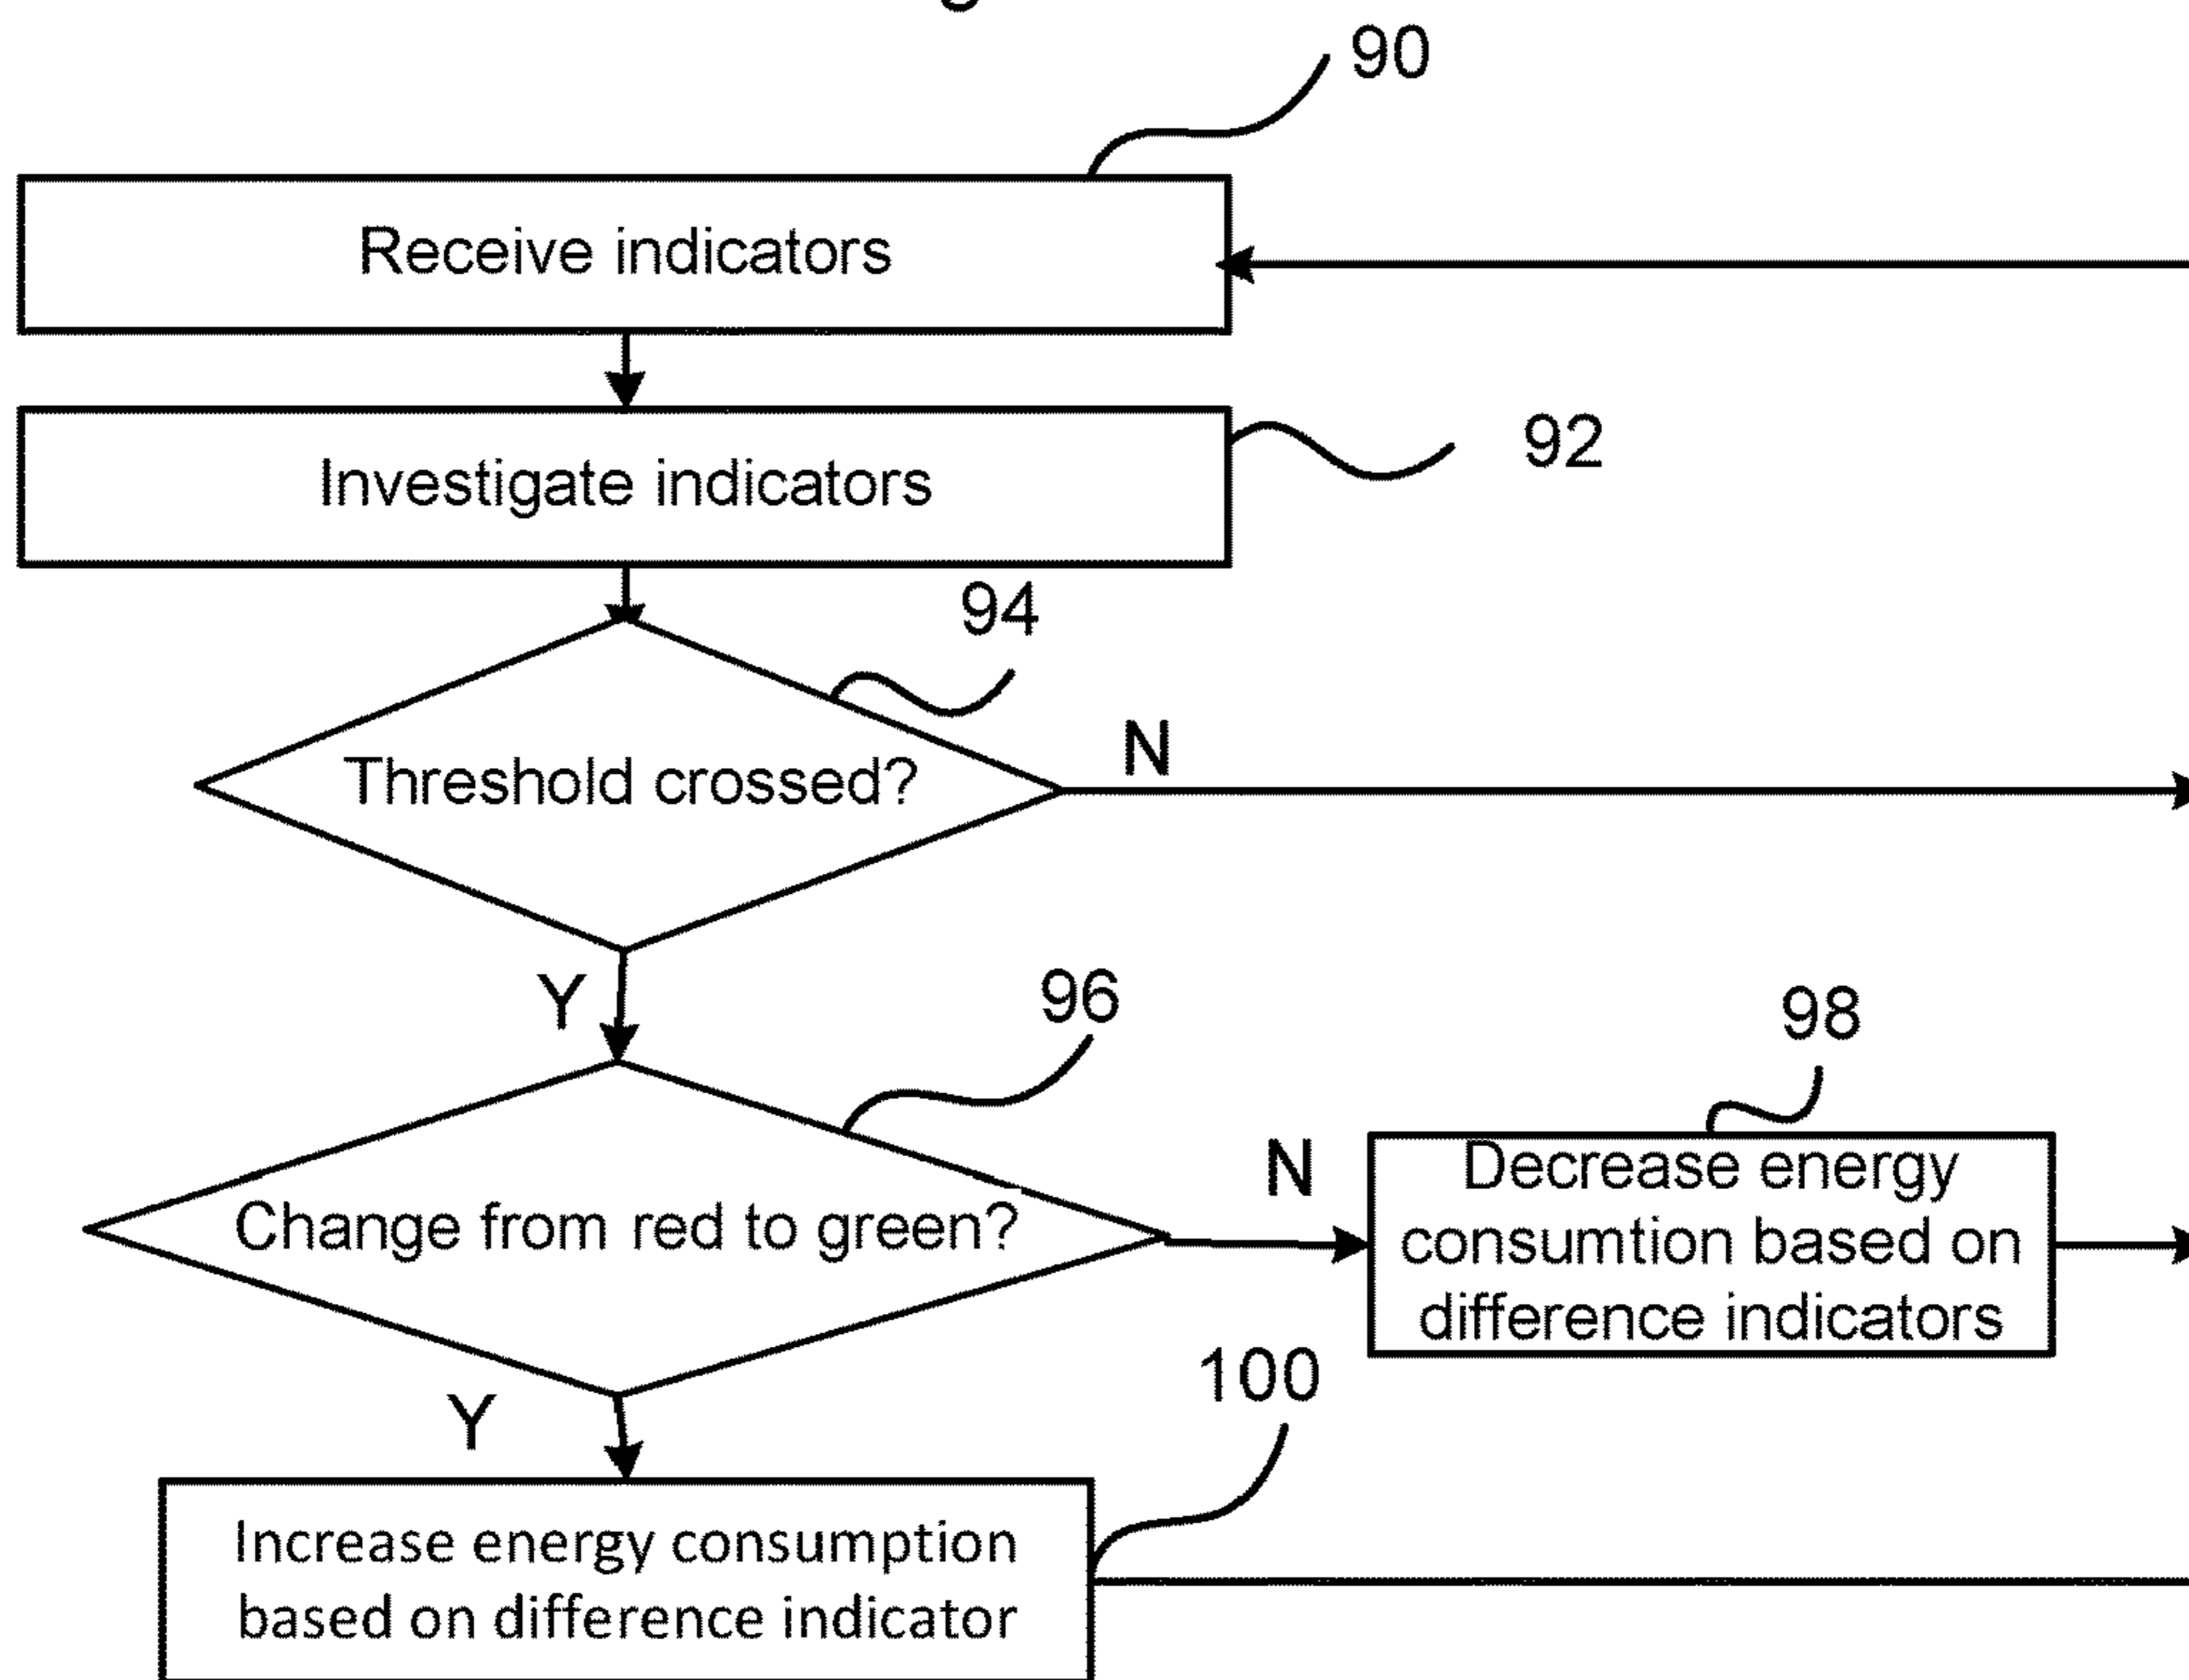 90
Receive indicators
Investigate indicators
92
94
Threshold crossed?
N
Y
96
98
Change from red to green?
N
Decrease energy
consumtion based on
difference indicators
100
Y
Increase energy consumption
based on difference indicator